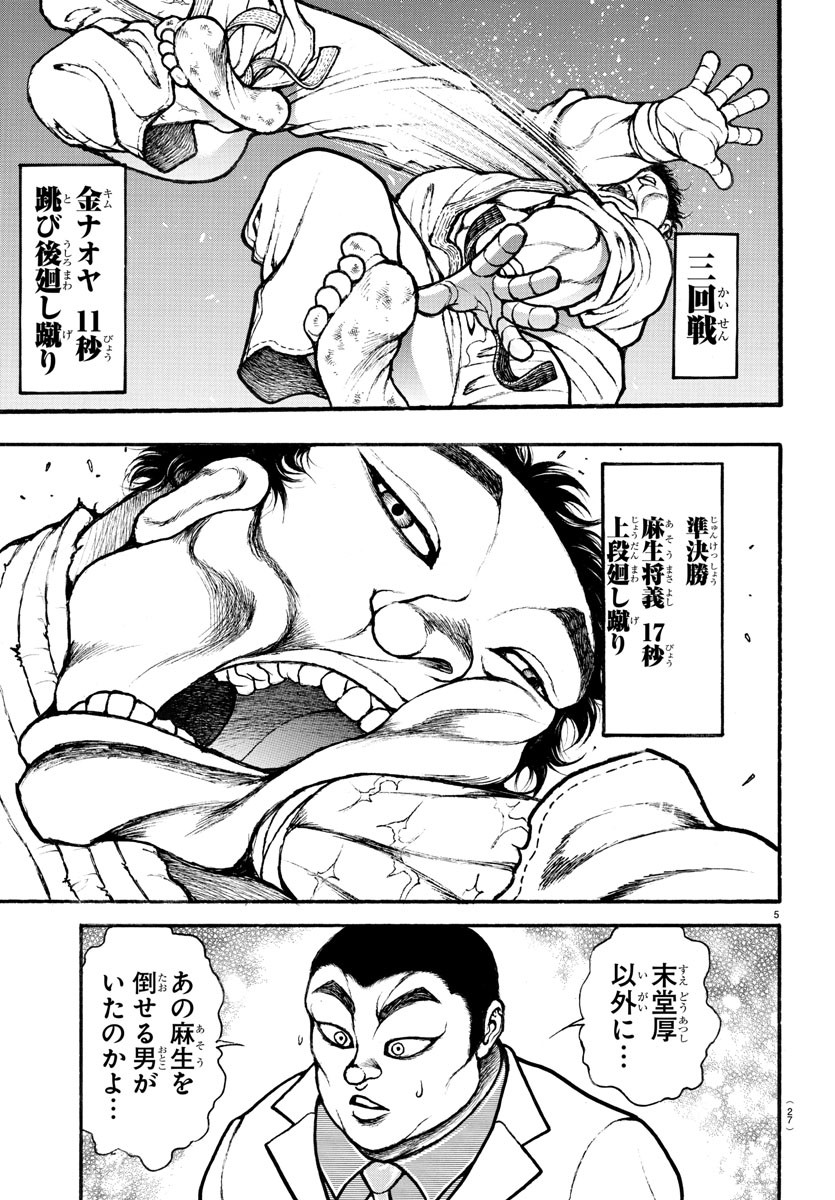 三回戦
金ナオヤ 11秒
跳び後廻し蹴り
準決勝
麻生将義 17秒
上段廻し蹴り
5
末堂厚
以外に…
あの麻生を
倒せる男が
いたのかよ…
(27)